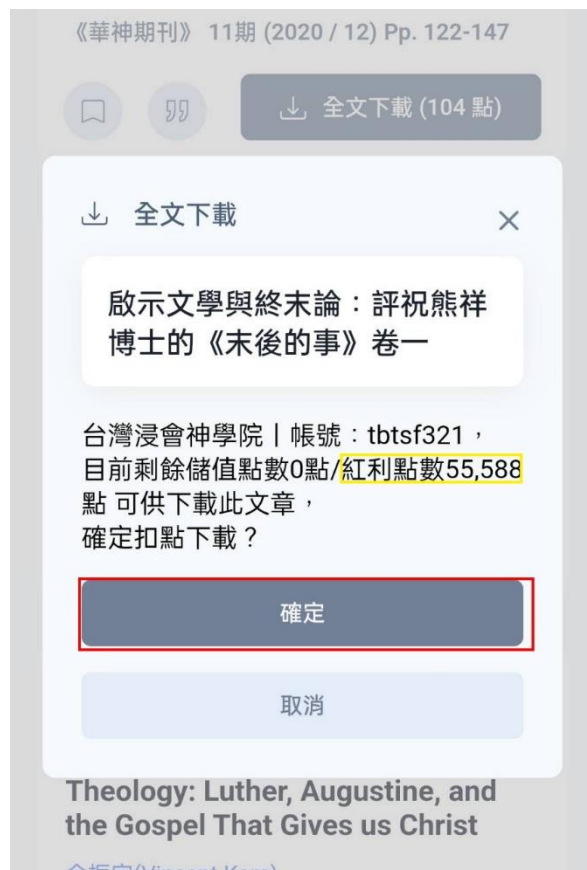 《華神期刊》 11期 (2020 / 12) Pp. 122-147
全文下載 (104 點)
全文下載
啟示文學與終末論：評祝熊祥
博士的《末後的事》卷一
台灣浸會神學院｜帳號：tbtsf321，
目前剩餘儲值點數0點/紅利點數55,588
點 可供下載此文章，
確定扣點下載？
確定
取消
Theology: Luther, Augustine, and
the Gospel That Gives us Christ